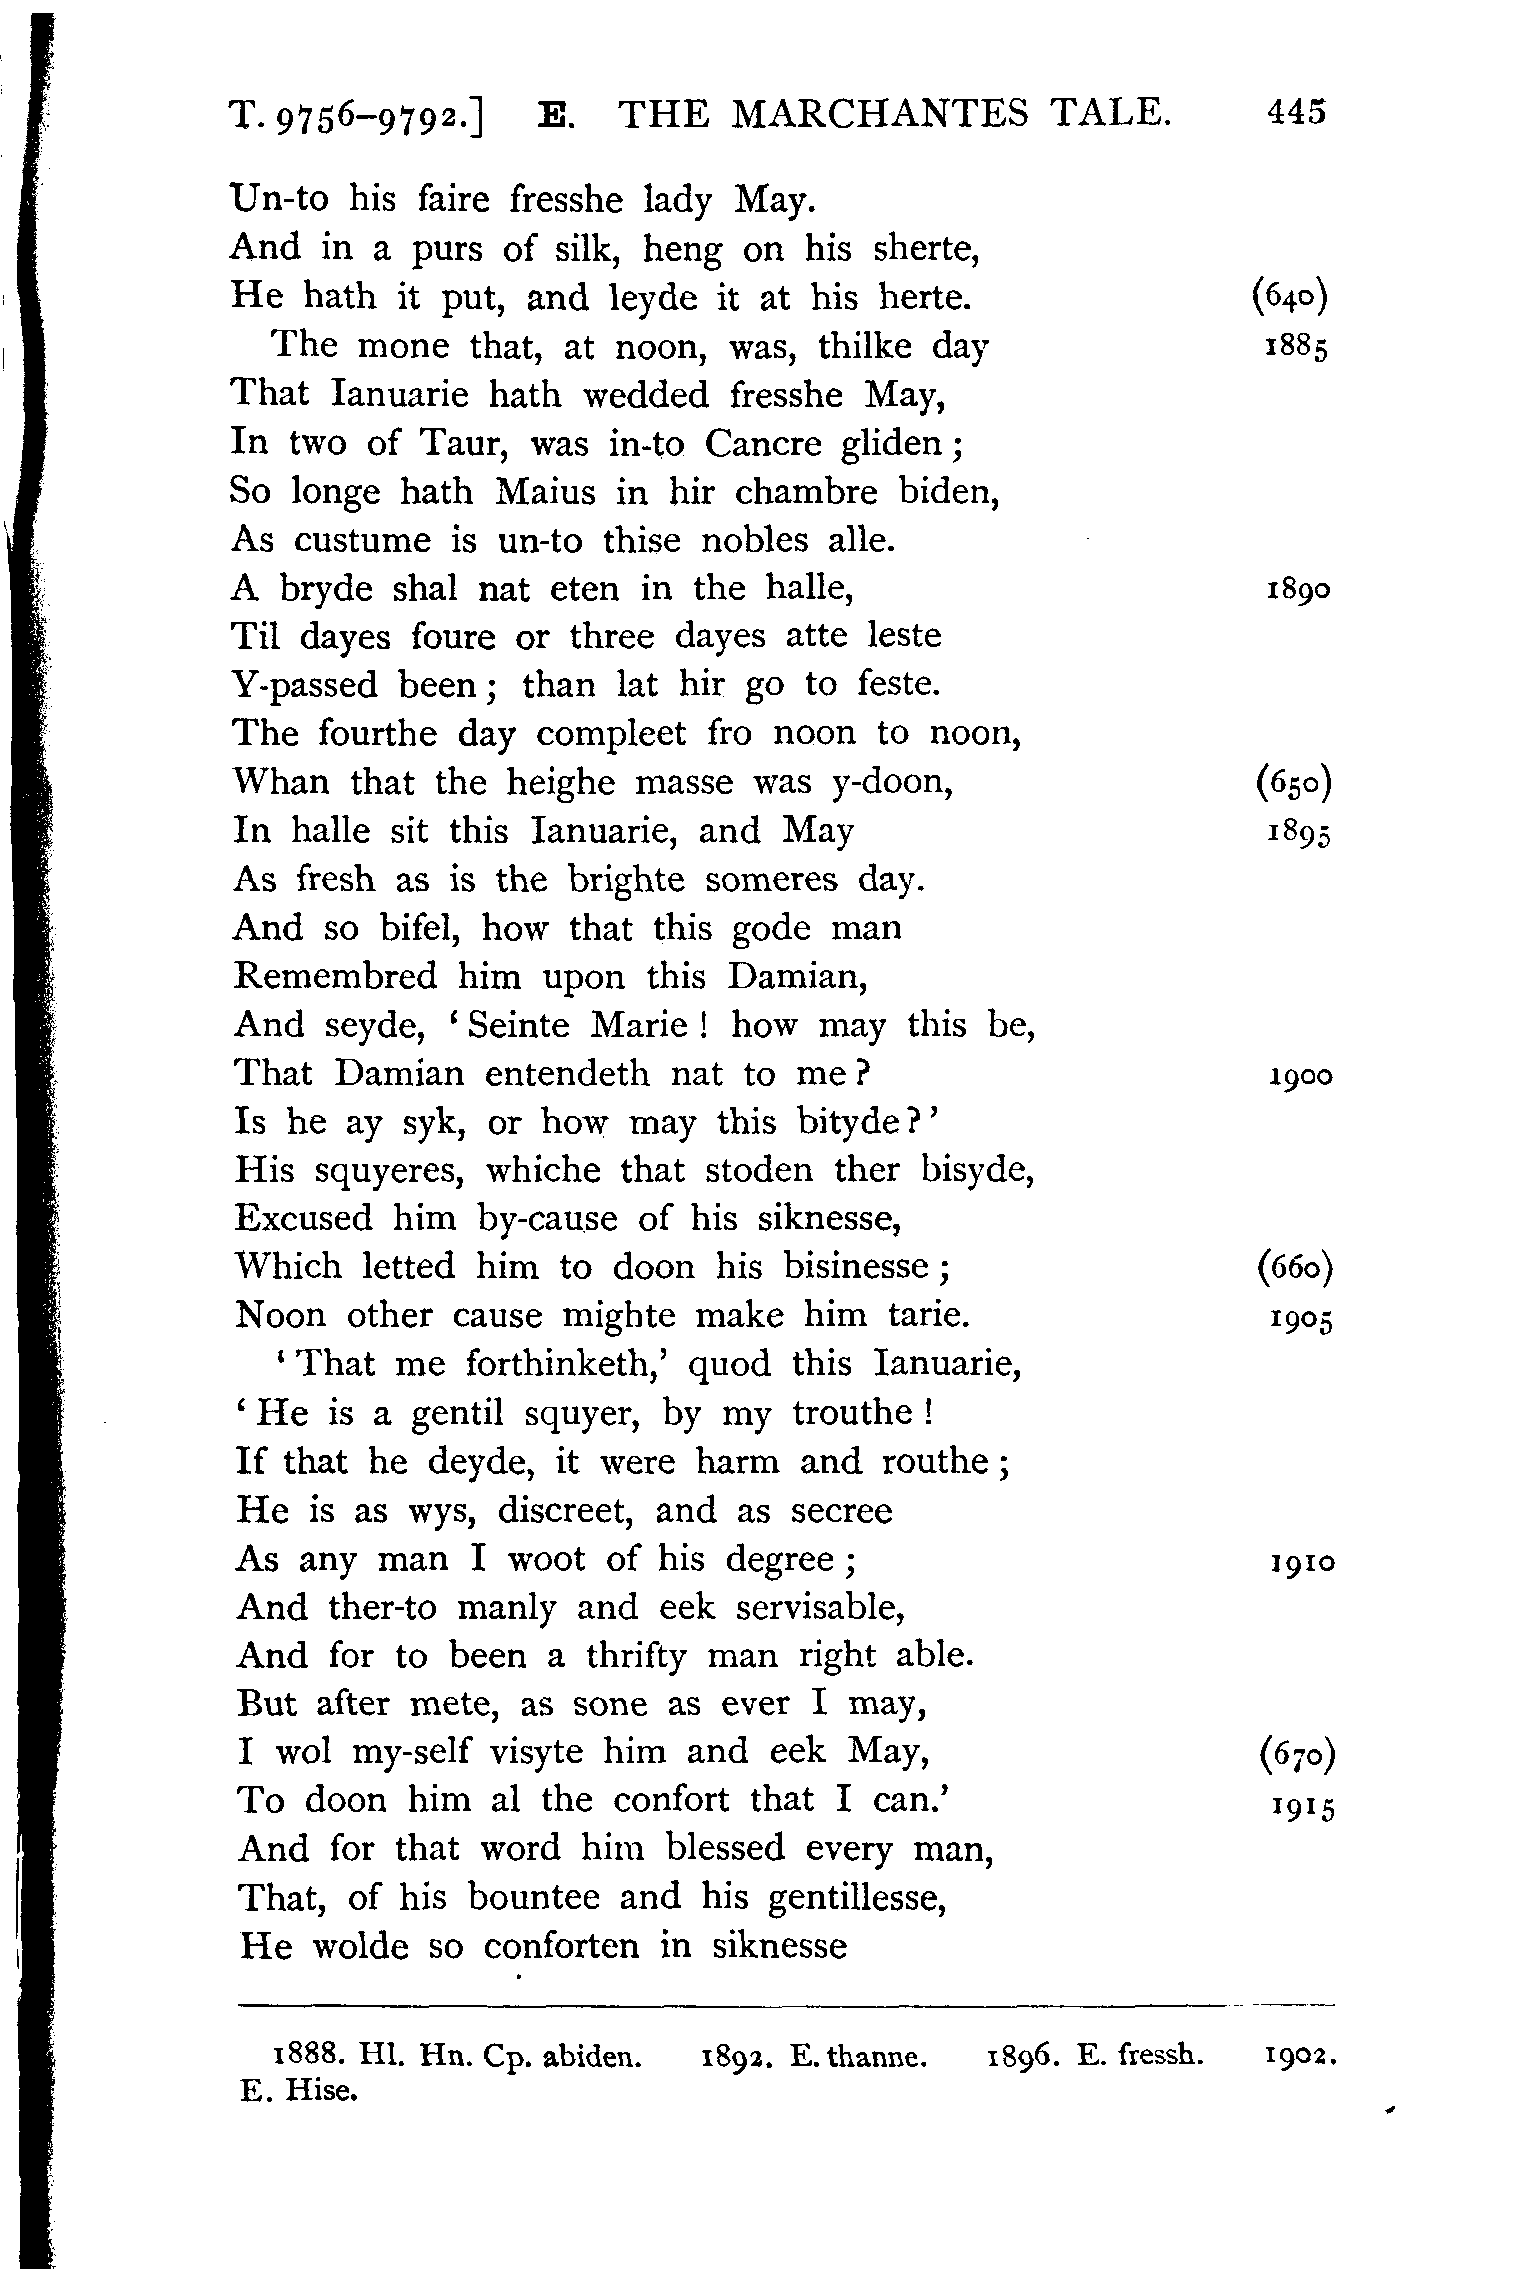 T. 9756–9792.] E. THE MARCHANTES TALE. 445
Un-to his faire fresshe lady May.
And in a purs of silk, heng on his sherte,
He hath it put, and leyde it at his herte. (640)
The mone that, at noon, was, thilke day 1885
That Ianuarie hath wedded fresshe May,
In two of Taur, was in-to Cancre gliden ;
So longe hath Maius in hir chambre biden,
As custume is un-to thise nobles alle.
A bryde shal nat eten in the halle, 1890
Til dayes foure or three dayes atte leste
Y-passed been ; than lat hir go to feste.
The fourthe day compleet fro noon to noon,
Whan that the heighe masse was y-doon, (650)
In halle sit this Ianuarie, and May 1895
As fresh as is the brighte someres day.
And so bifel, how that this gode man
Remembred him upon this Damian,
And seyde, ‘ Seinte Marie ! how may this be,
That Damian entendeth nat to me ? 1900
Is he ay syk, or how may this bityde ? ’
His squyeres, whiche that stoden ther bisyde,
Excused him by-cause of his siknesse,
Which letted him to doon his bisinesse ; (660)
Noon other cause mighte make him tarie. 1905
‘ That me forthinketh,’ quod this Ianuarie,
‘ He is a gentil squyer, by my trouthe !
If that he deyde, it were harm and routhe ;
He is as wys, discreet, and as secree
As any man I woot of his degree ; 1910
And ther-to manly and eek servisable,
And for to been a thrifty man right able.
But after mete, as sone as ever I may,
I wol my-self visyte him and eek May, (670)
To doon him al the confort that I can.’ 1915
And for that word him blessed every man,
That, of his bountee and his gentillesse,
He wolde so conforten in siknesse
1888. Hl. Hn. Cp. abiden. 1892. E. thanne. 1896. E. fressh. 1902.
E. Hise.